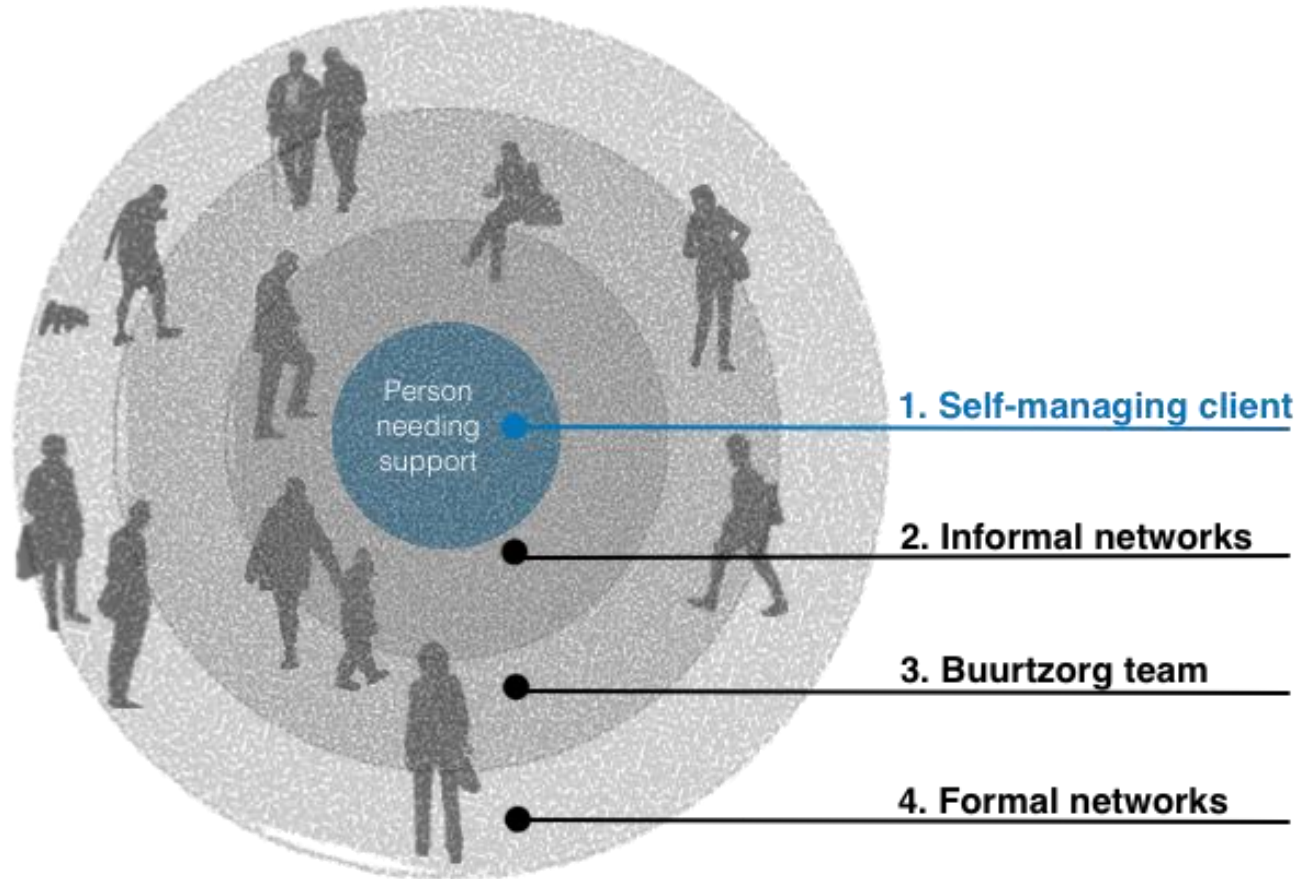 Person
needing
support
1. Self-managing client
2. Informal networks
3. Buurtzorg team
4. Formal networks